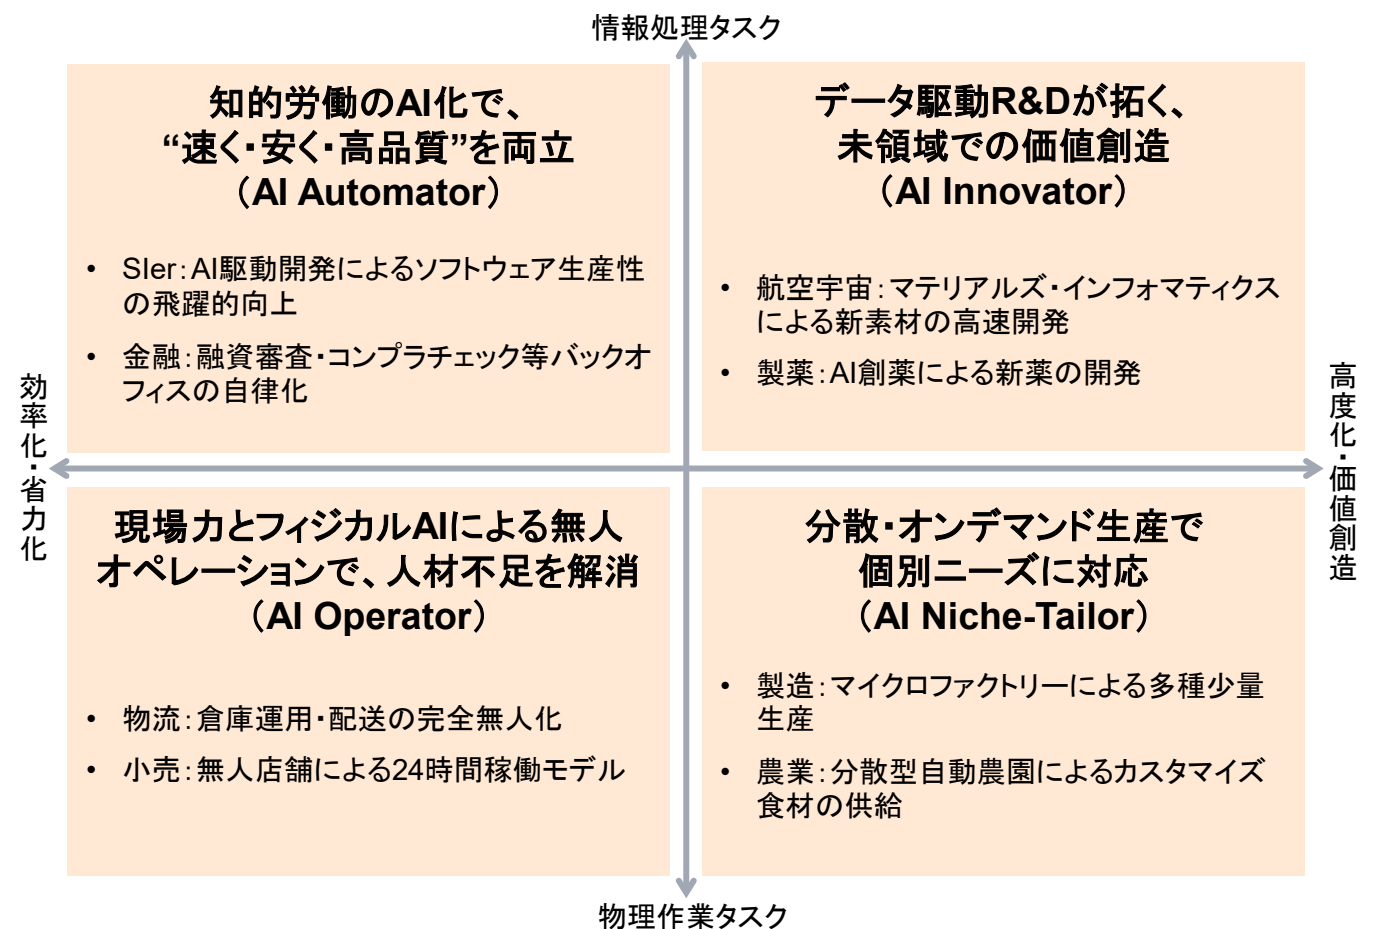 情報処理タスク
知的労働のAI化で、
“速く・安く・高品質”を両立
（AI Automator）
• SIer：AI駆動開発によるソフトウェア生産性
の飛躍的向上
• 金融：融資審査・コンプラチェック等バックオ
フィスの自律化
データ駆動R&Dが拓く、
未領域での価値創造
（AI Innovator）
• 航空宇宙：マテリアルズ・インフォマティクス
による新素材の高速開発
• 製薬：AI創薬による新薬の開発
効率化・省力化
高度化・価値創造
現場力とフィジカルAIによる無人
オペレーションで、人材不足を解消
（AI Operator）
• 物流：倉庫運用・配送の完全無人化
• 小売：無人店舗による24時間稼働モデル
分散・オンデマンド生産で
個別ニーズに対応
（AI Niche-Tailor）
• 製造：マイクロファクトリーによる多種少量
生産
• 農業：分散型自動農園によるカスタマイズ
食材の供給
物理作業タスク